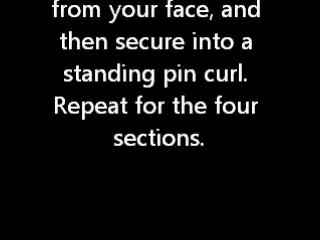 from your face, and
then secure into a
standing pin curl.
Repeat for the four
sections.